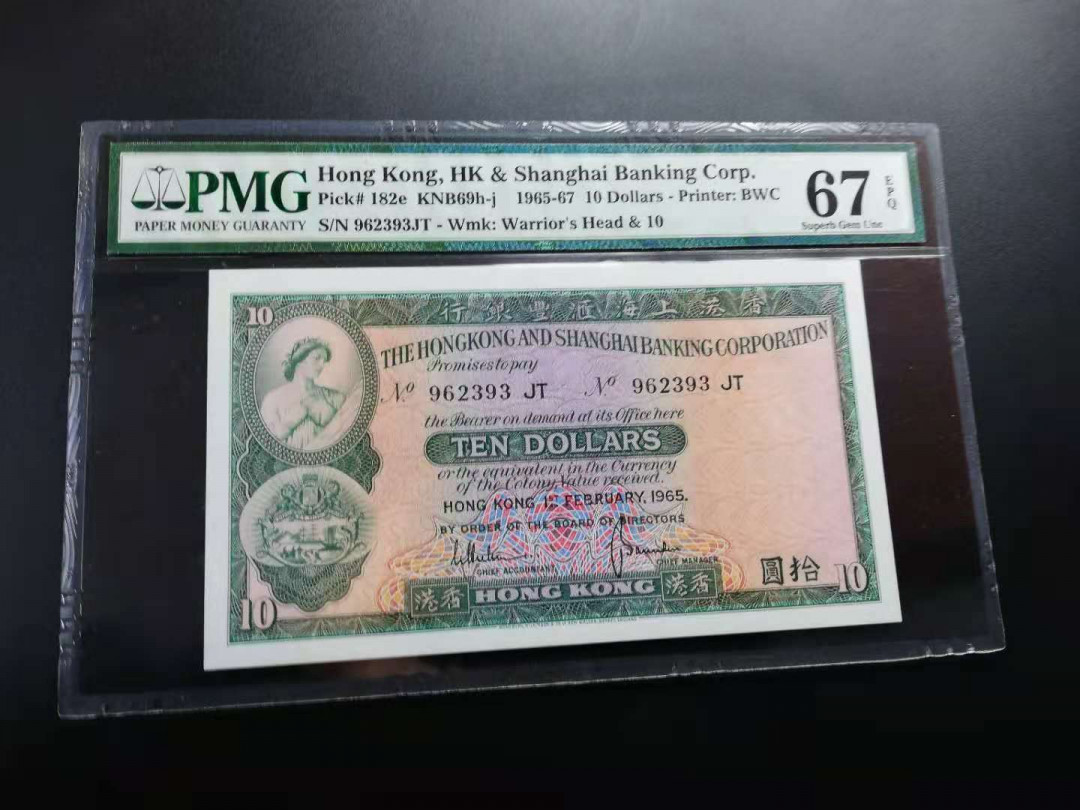 PMG
PAPER MONEY GUARANTY
Hong Kong, HK & Shanghai Banking Corp.
Pick# 182e KNB69h-j 1965-67 10 Dollars - Printer: BWC
S/N 962393JT - Wmk: Warrior's Head & 10
67
EPQ
Superb Gem Unc
10
行銀豐滙海上港香
THE HONGKONG AND SHANGHAI BANKING CORPORATION
Promises to pay
No 962393 JT No 962393 JT
the Bearer on demand at its Office here
TEN DOLLARS
or the equivalent in the Currency
of the Colony Value received.
HONG KONG 1ST FEBRUARY, 1965.
BY ORDER OF THE BOARD OF DIRECTORS
CHIEF ACCOUNTANT CHIEF MANAGER
圓拾
10 港香 HONG KONG 港香 10